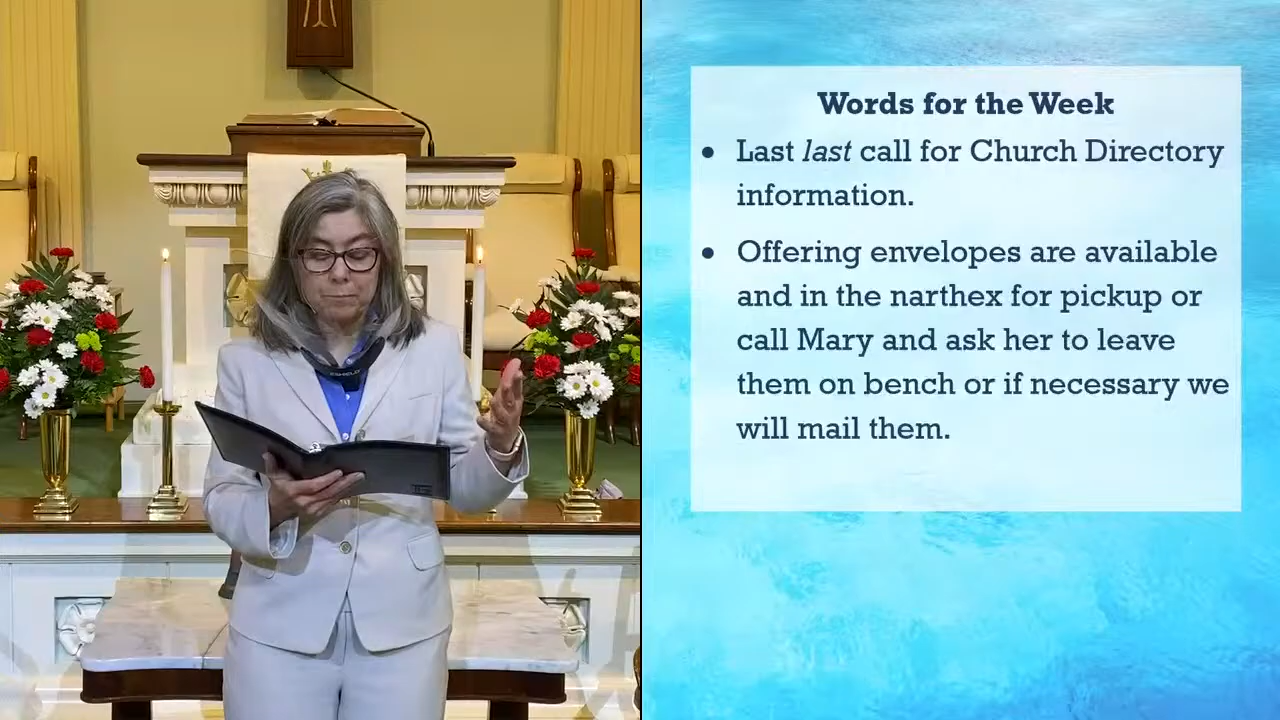 Words for the Week
• Last last call for Church Directory
information.
• Offering envelopes are available
and in the narthex for pickup or
call Mary and ask her to leave
them on bench or if necessary we
will mail them.